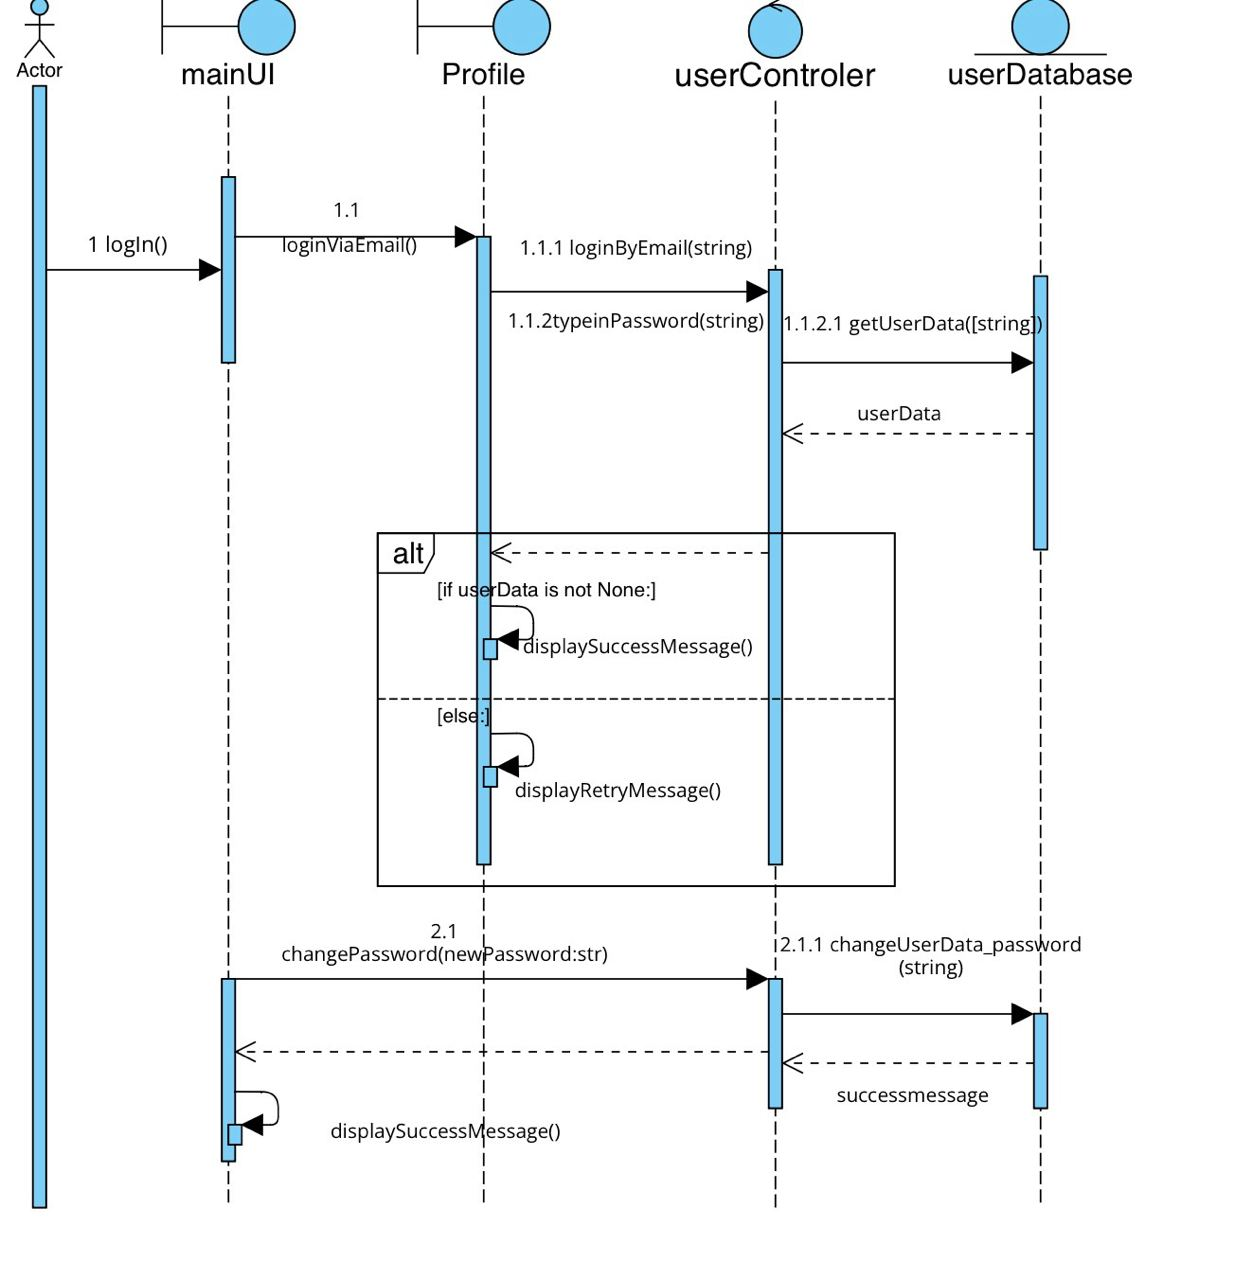 Actor
mainUI
Profile
userControler
userDatabase
1.1
1 logIn()
loginViaEmail()
1.1.1 loginByEmail(string)
1.1.2typeinPassword(string)
1.1.2.1 getUserData([string])
userData
alt
[if userData is not None:]
displaySuccessMessage()
[else:]
displayRetryMessage()
2.1
changePassword(newPassword:str)
2.1.1 changeUserData_password
(string)
successmessage
displaySuccessMessage()